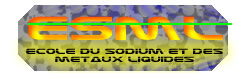 ESML
ECOLE DU SODIUM ET DES
METAUX LIQUIDES